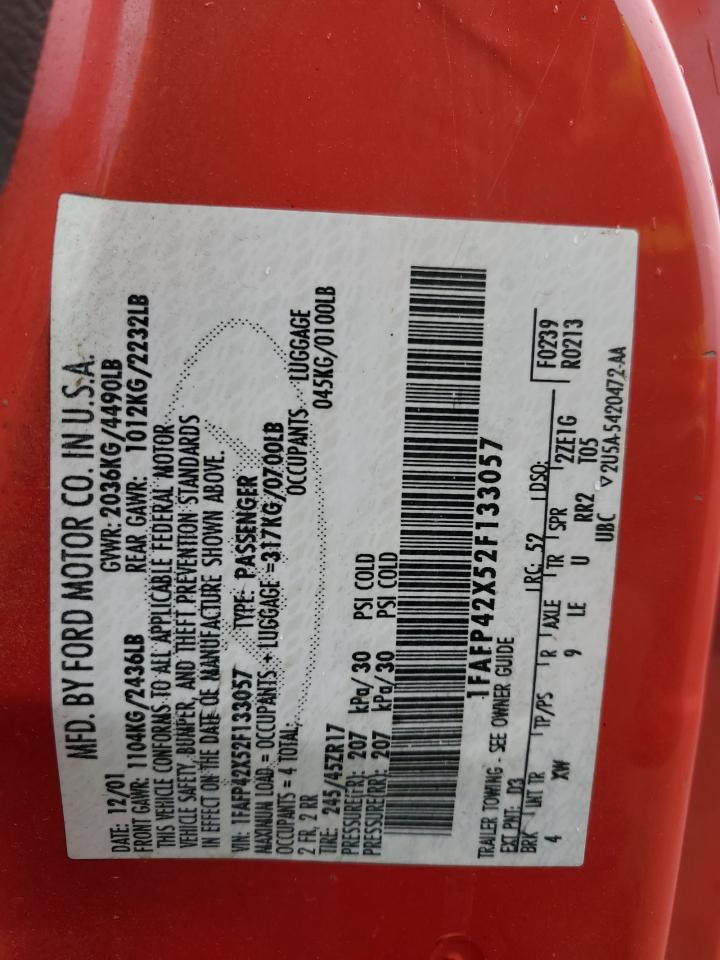 MFD. BY FORD MOTOR CO. IN U.S.A.
DATE: 12/01 GVWR: 2036KG/4490LB
FRONT GAWR: 1104KG/2436LB REAR GAWR: 1012KG/2232LB
THIS VEHICLE CONFORMS TO ALL APPLICABLE FEDERAL MOTOR
VEHICLE SAFETY, BUMPER, AND THEFT PREVENTION STANDARDS
IN EFFECT ON THE DATE OF MANUFACTURE SHOWN ABOVE.
VIN: 1FAFP42X52F133057 TYPE: PASSENGER
MAXIMUM LOAD = OCCUPANTS + LUGGAGE =317KG/0700LB
OCCUPANTS = 4 TOTAL: OCCUPANTS LUGGAGE
2 FR, 2 RR 045KG/0100LB
TIRE: 245/45ZR17
PRESSURE(FR): 207 kPa/ 30 PSI COLD
PRESSURE(RR): 207 kPa/ 30 PSI COLD
1FAFP42X52F133057
TRAILER TOWING - SEE OWNER GUIDE F0239
EXT PNT: D3 RC: 52 DSO: R0213
BRK INT TR TP/PS R AXLE TR SPR 2ZE1G
4 XW 9 LE U RR2 T05
UBC ▽2U5A-5420472-AA